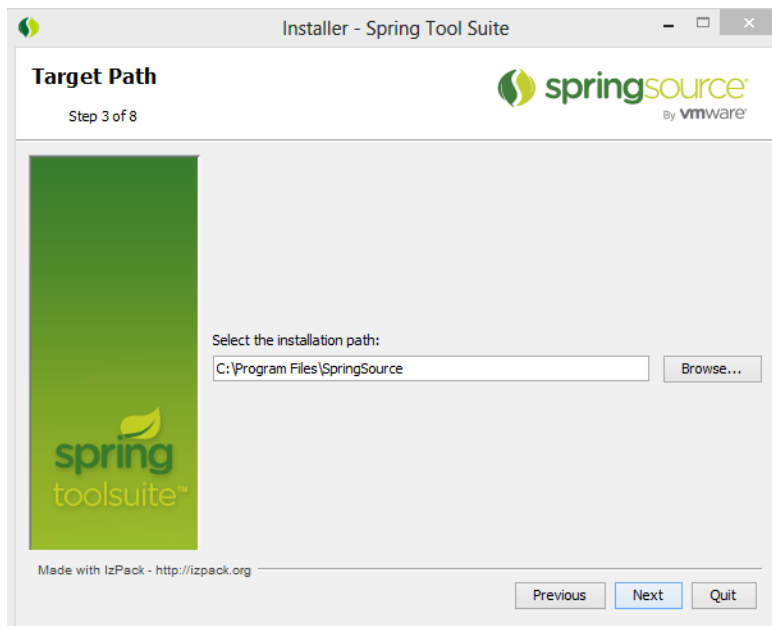 Installer - Spring Tool Suite
Target Path
Step 3 of 8
springsource
By vmware
Select the installation path:
C:\Program Files\SpringSource
Browse...
spring
toolsuite™
Made with IzPack - http://izpack.org
Previous Next Quit